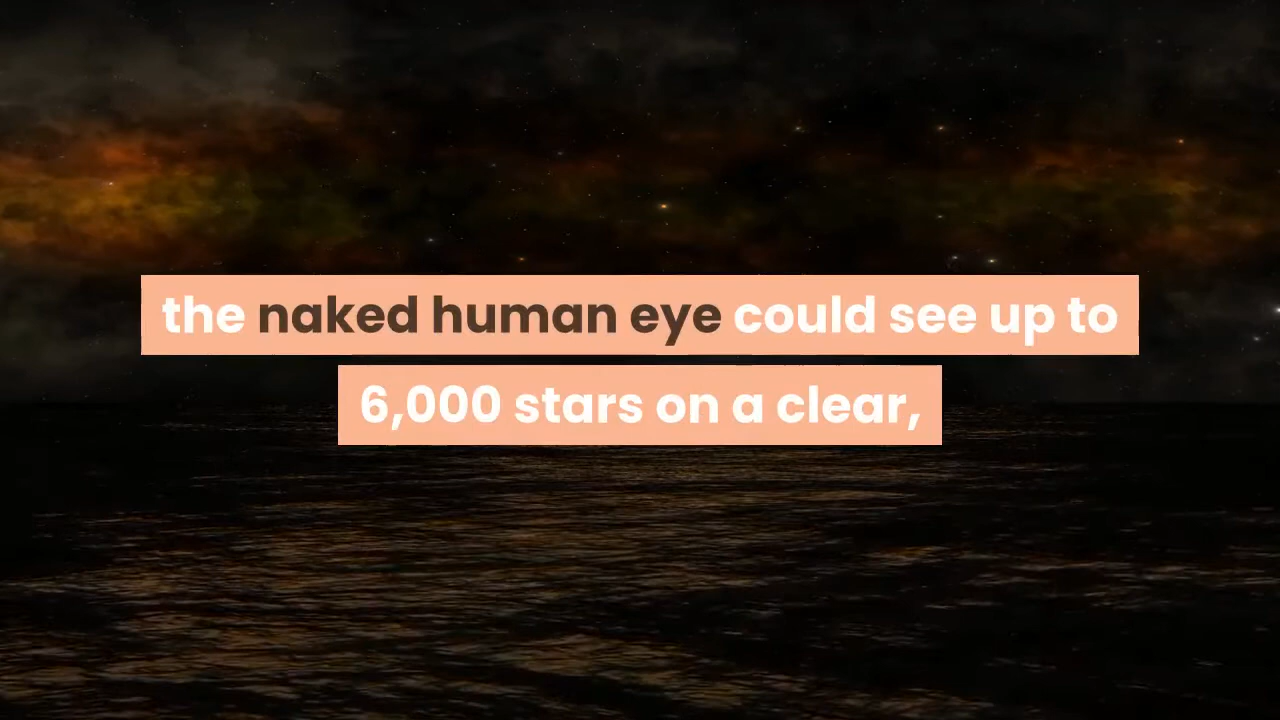 the naked human eye could see up to
6,000 stars on a clear,